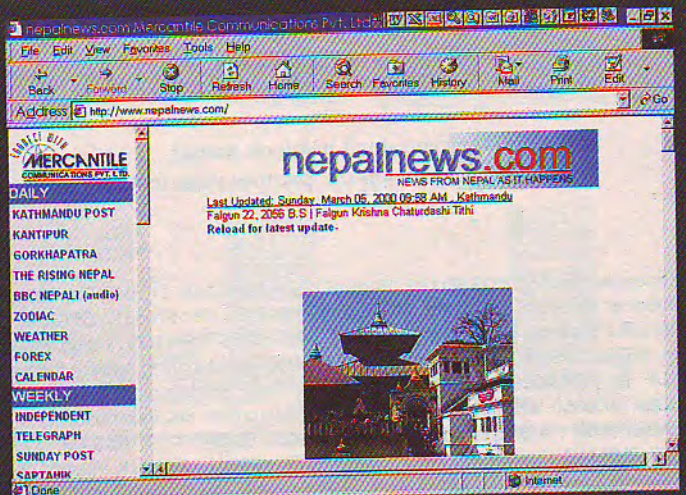 nepalnews.com Mercantile Communications Pvt. Ltd
File Edit View Favorites Tools Help
Back Forward Stop Refresh Home Search Favorites History Mail Print Edit
Address http://www.nepalnews.com/ Go
CONNECT WITH
MERCANTILE
COMMUNICATIONS PVT. LTD.
DAILY
KATHMANDU POST
KANTIPUR
GORKHAPATRA
THE RISING NEPAL
BBC NEPALI (audio)
ZODIAC
WEATHER
FOREX
CALENDAR
WEEKLY
INDEPENDENT
TELEGRAPH
SUNDAY POST
SAPTAHIK
nepalnews.com
NEWS FROM NEPAL AS IT HAPPENS
Last Updated: Sunday, March 05, 2000 09:58 AM , Kathmandu
Falgun 22, 2056 B.S | Falgun Krishna Chaturdashi Tithi
Reload for latest update.
Done Internet